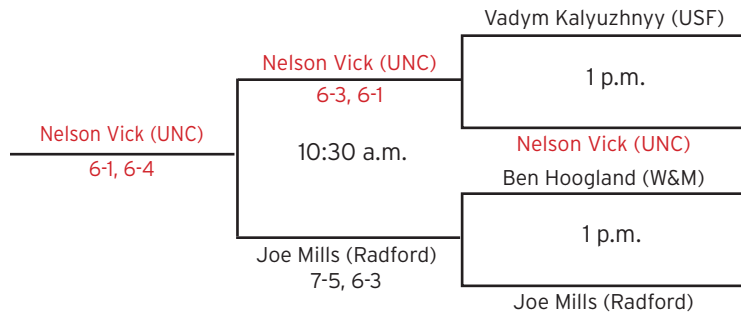 Vadym Kalyuzhnyy (USF)
1 p.m.
Nelson Vick (UNC)
6-3, 6-1
Nelson Vick (UNC)
Nelson Vick (UNC)
6-1, 6-4
10:30 a.m.
Ben Hoogland (W&M)
1 p.m.
Joe Mills (Radford)
7-5, 6-3
Joe Mills (Radford)